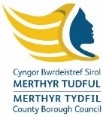 Cyngor Bwrdeistref Sirol
MERTHYR TUDFUL
MERTHYR TYDFIL
County Borough Council